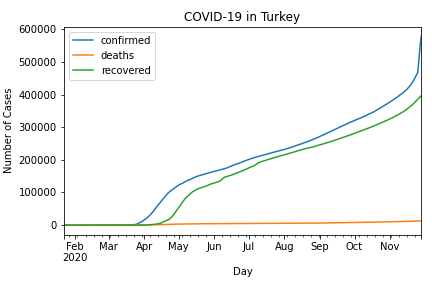 COVID-19 in Turkey
confirmed
deaths
recovered
Number of Cases
600000
500000
400000
300000
200000
100000
0
Feb Mar Apr May Jun Jul Aug Sep Oct Nov
2020
Day